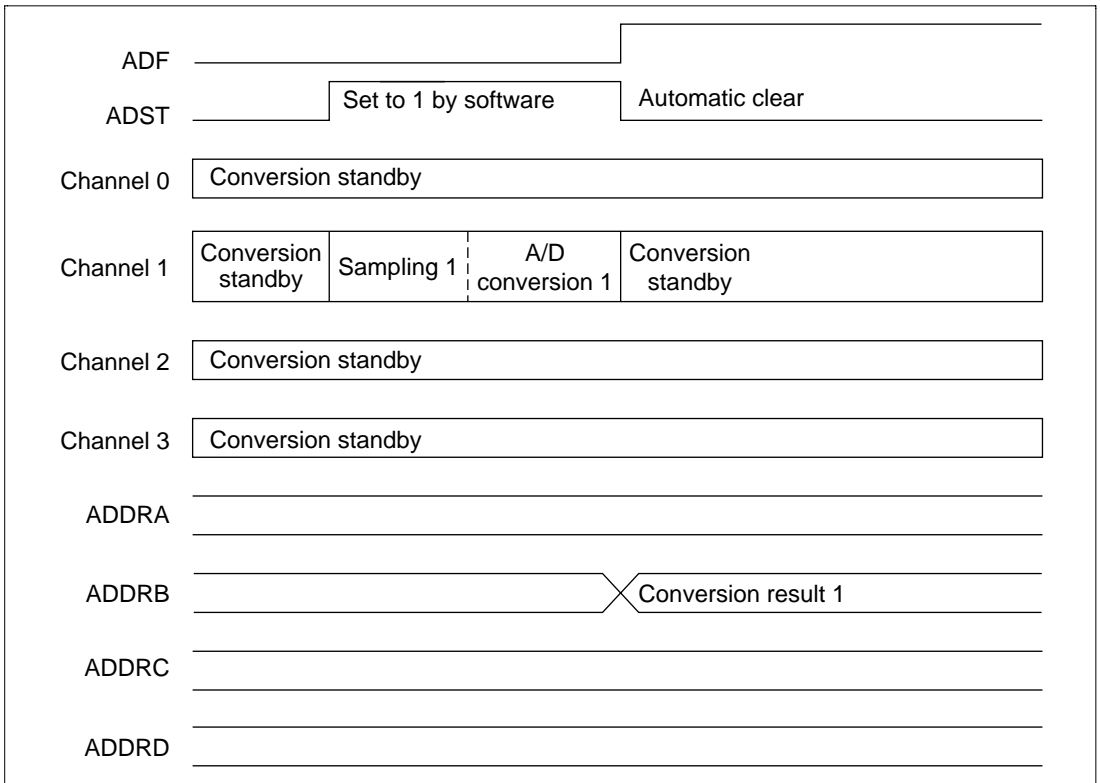 ADF
ADST
Set to 1 by software
Automatic clear
Channel 0
Conversion standby
Channel 1
Conversion
standby
Sampling 1
A/D
conversion 1
Conversion
standby
Channel 2
Conversion standby
Channel 3
Conversion standby
ADDRA
ADDRB
Conversion result 1
ADDRC
ADDRD